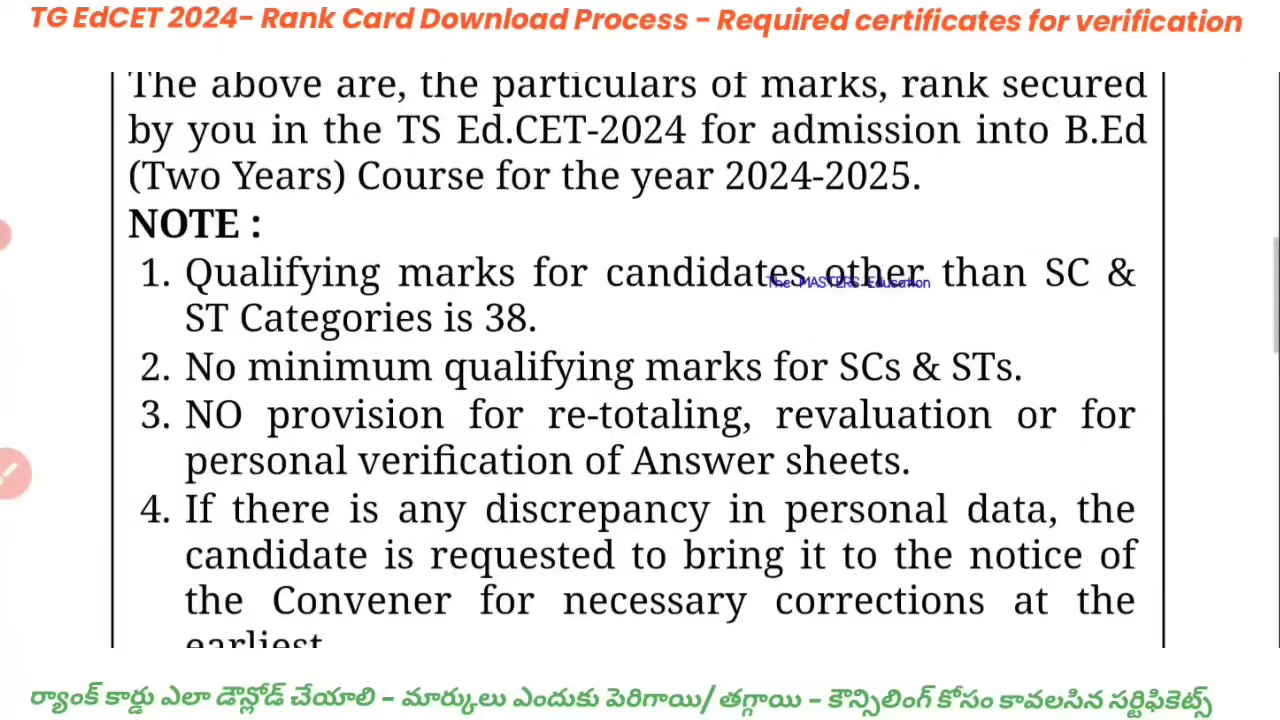 TG EdCET 2024- Rank Card Download Process - Required certificates for verification
The above are, the particulars of marks, rank secured
by you in the TS Ed.CET-2024 for admission into B.Ed
(Two Years) Course for the year 2024-2025.
NOTE :
1. Qualifying marks for candidates other than SC &
The MASTERS Education
ST Categories is 38.
2. No minimum qualifying marks for SCs & STs.
3. NO provision for re-totaling, revaluation or for
personal verification of Answer sheets.
4. If there is any discrepancy in personal data, the
candidate is requested to bring it to the notice of
the Convener for necessary corrections at the
earliest
ర్యాంక్ కార్డు ఎలా డౌన్లోడ్ చేయాలి - మార్కులు ఎందుకు పెరిగాయి/ తగ్గాయి - కౌన్సిలింగ్ కోసం కావలసిన సర్టిఫికెట్స్